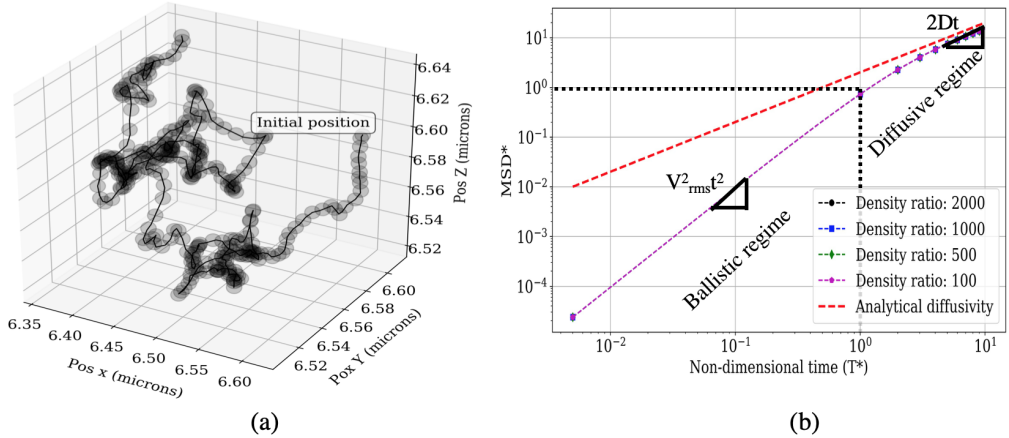 Initial position
6.64
6.62
6.60
6.58
6.56
6.54
6.52
Pos Z (microns)
6.35
6.40
6.45
6.50
6.55
6.60
Pos x (microns)
6.52
6.54
6.56
6.58
6.60
Pox Y (microns)
(a)
10¹
10⁰
10⁻¹
10⁻²
10⁻³
10⁻⁴
MSD*
2Dt
Diffusive regime
V²rmst²
Ballistic regime
Density ratio: 2000
Density ratio: 1000
Density ratio: 500
Density ratio: 100
Analytical diffusivity
10⁻²
10⁻¹
10⁰
10¹
Non-dimensional time (T*)
(b)